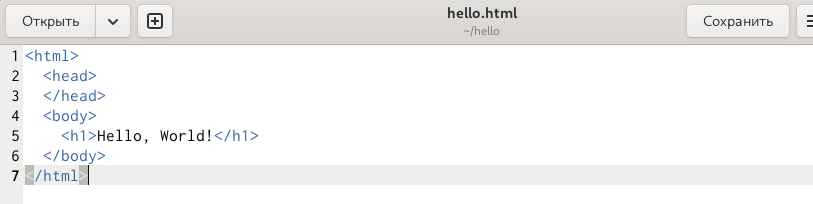 Открыть
hello.html
~/hello
Сохранить
1 <html>
2   <head>
3   </head>
4   <body>
5     <h1>Hello, World!</h1>
6   </body>
7 </html>